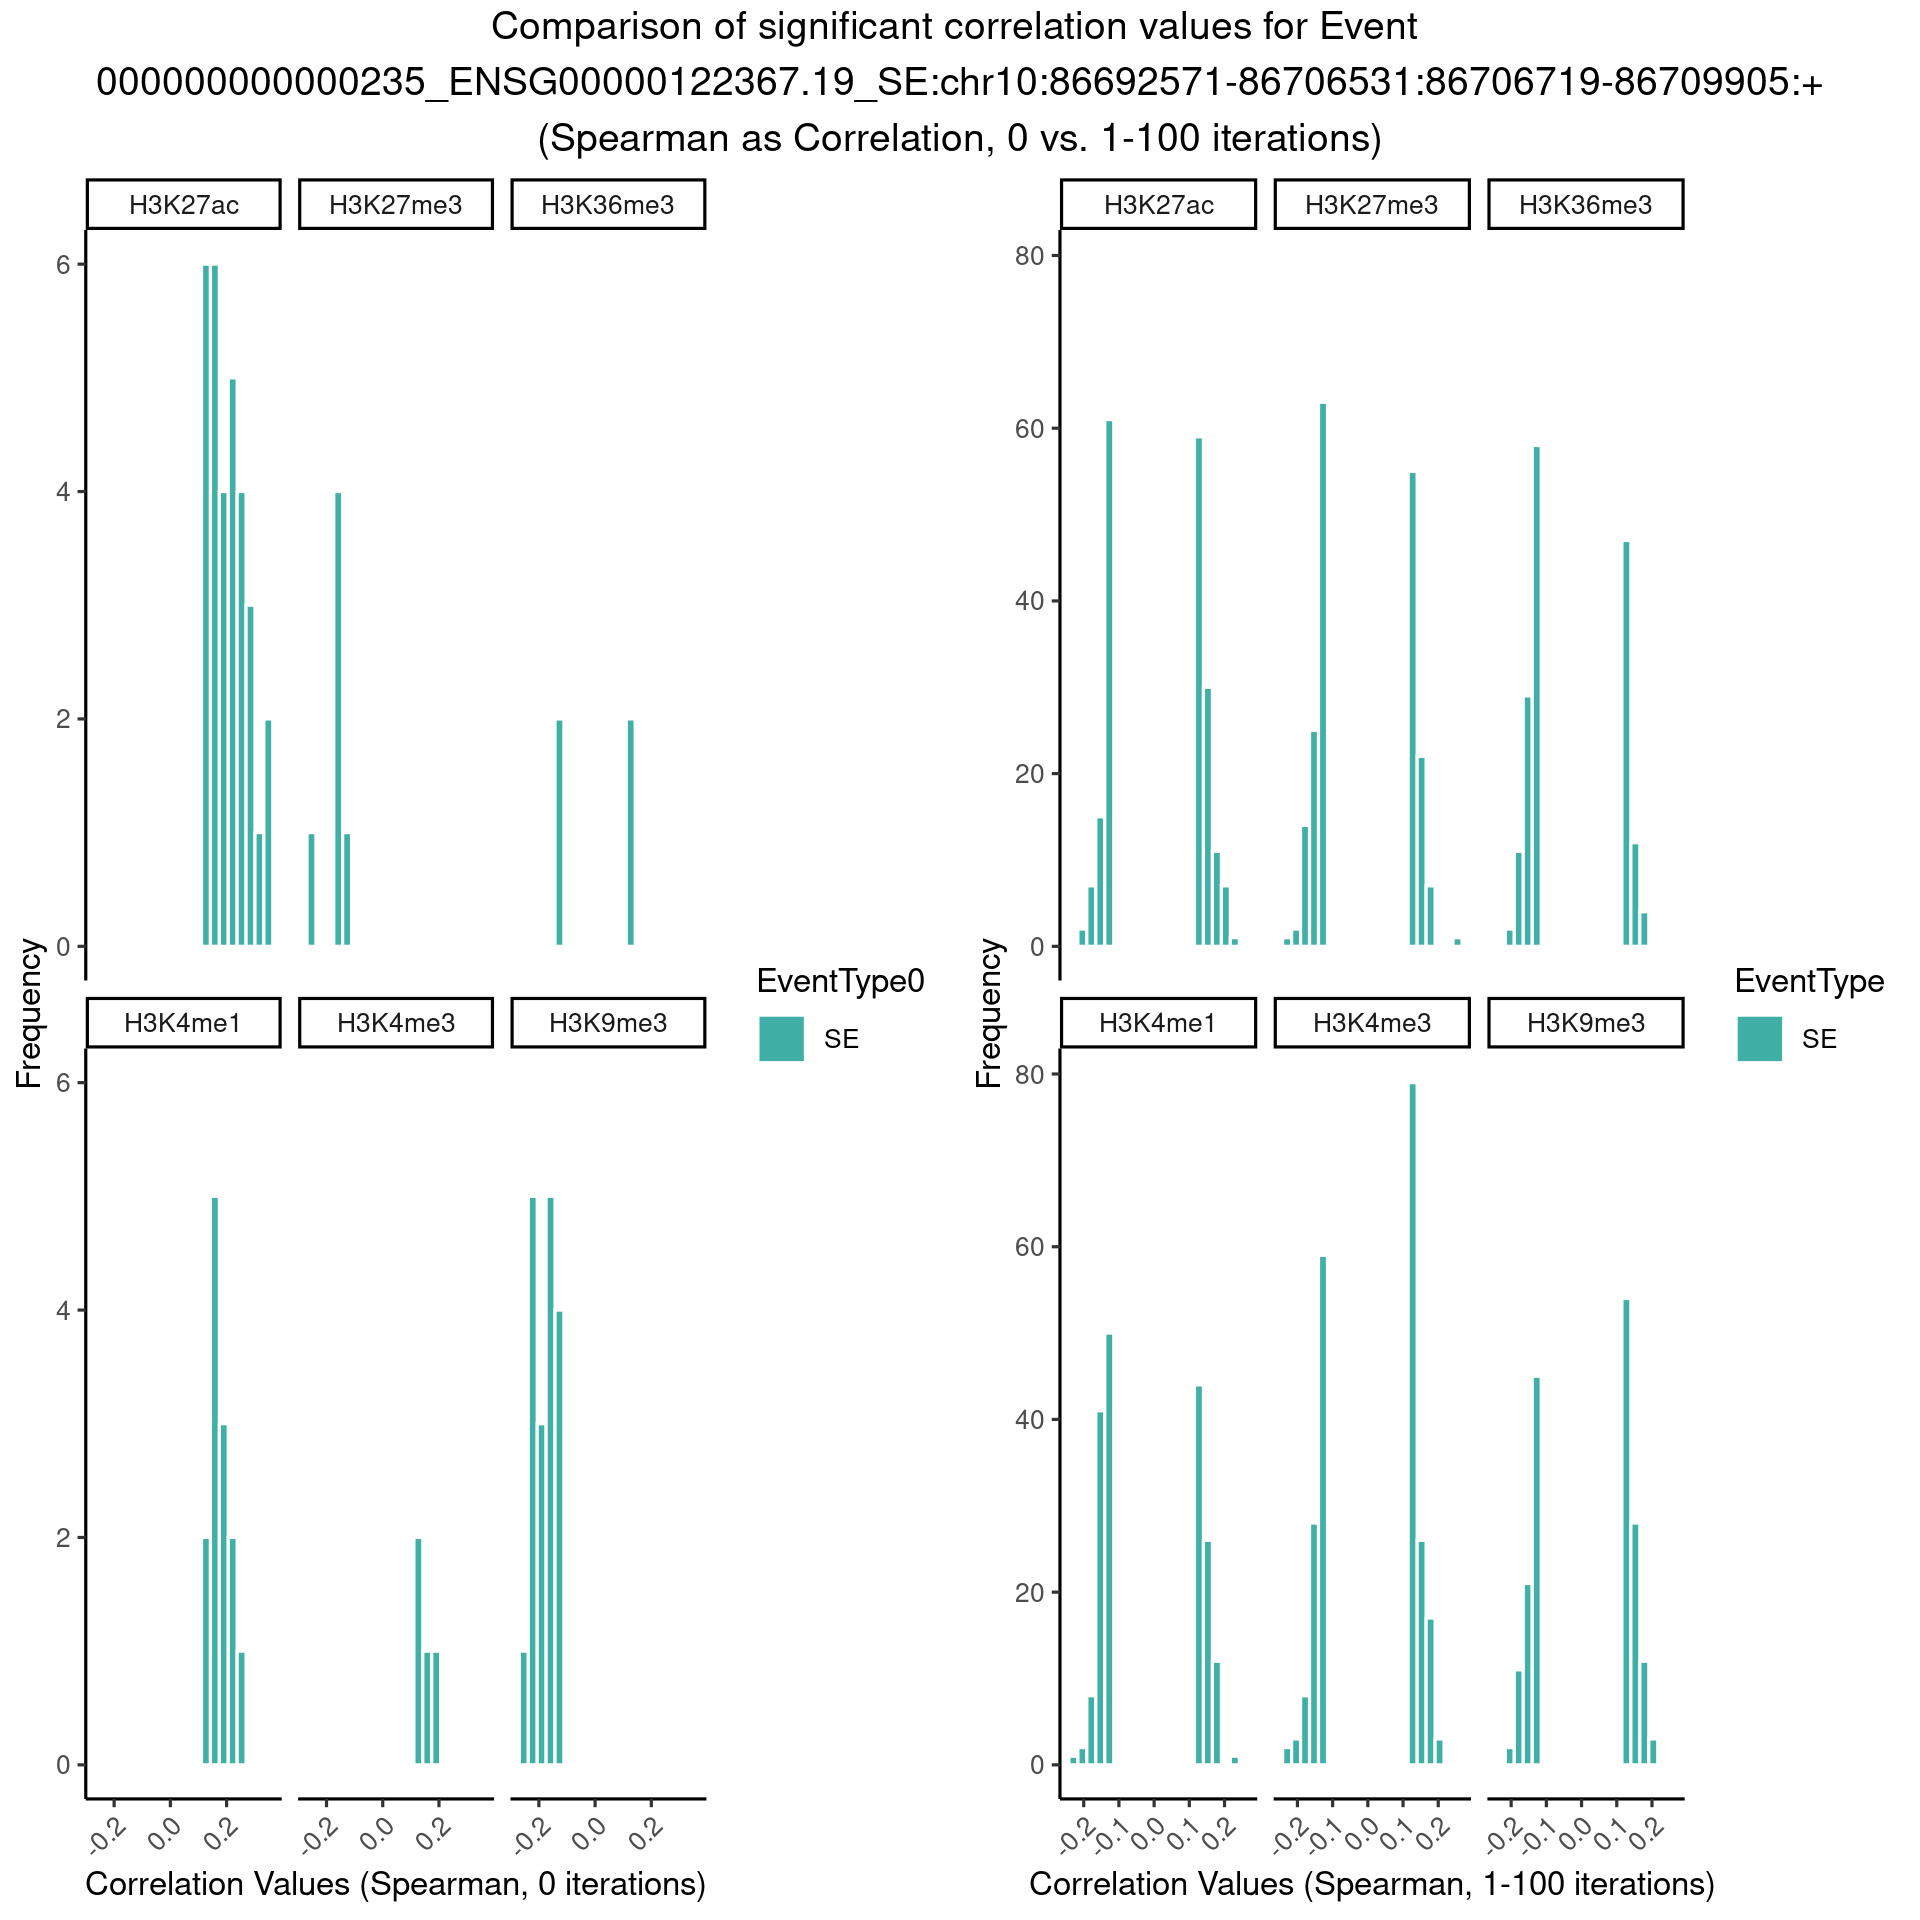 Comparison of significant correlation values for Event
000000000000235_ENSG00000122367.19_SE:chr10:86692571-86706531:86706719-86709905:+
(Spearman as Correlation, 0 vs. 1-100 iterations)
H3K27ac H3K27me3 H3K36me3
6
4
2
0
H3K4me1 H3K4me3 H3K9me3
6
4
2
0
-0.2 0.0 0.2 -0.2 0.0 0.2 -0.2 0.0 0.2
Frequency
Correlation Values (Spearman, 0 iterations)
EventType0
SE
H3K27ac H3K27me3 H3K36me3
80
60
40
20
0
H3K4me1 H3K4me3 H3K9me3
80
60
40
20
0
-0.2 -0.1 0.0 0.1 0.2 -0.2 -0.1 0.0 0.1 0.2 -0.2 -0.1 0.0 0.1 0.2
Frequency
Correlation Values (Spearman, 1-100 iterations)
EventType
SE